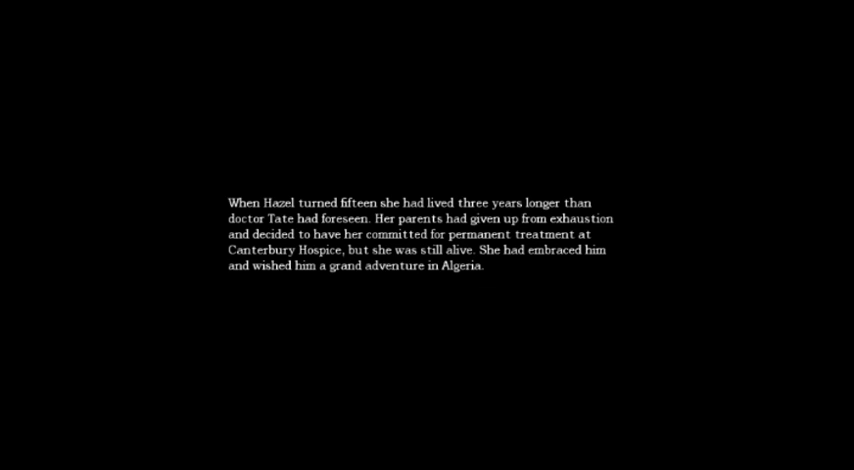 When Hazel turned fifteen she had lived three years longer than
doctor Tate had foreseen. Her parents had given up from exhaustion
and decided to have her committed for permanent treatment at
Canterbury Hospice, but she was still alive. She had embraced him
and wished him a grand adventure in Algeria.